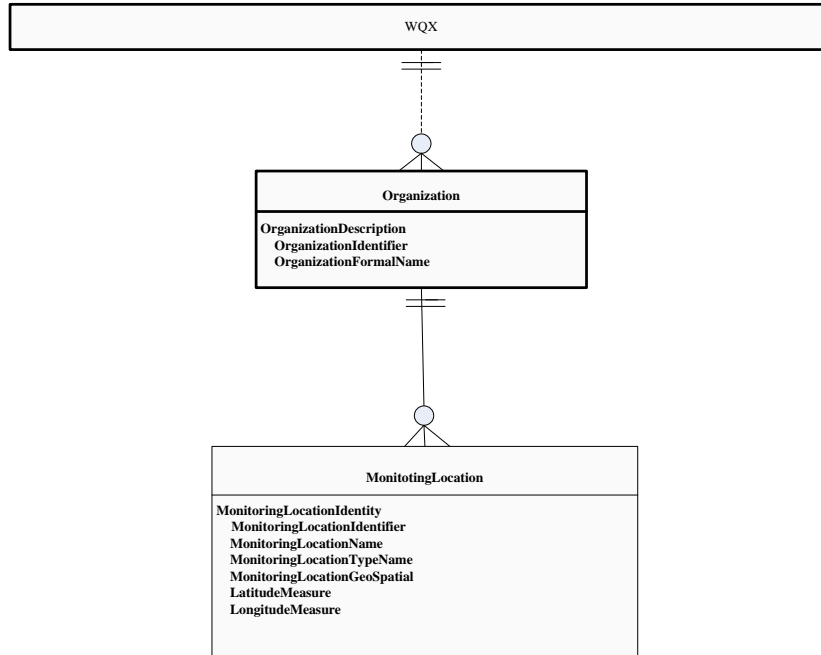 WQX
Organization
OrganizationDescription
OrganizationIdentifier
OrganizationFormalName
MonitotingLocation
MonitoringLocationIdentity
MonitoringLocationIdentifier
MonitoringLocationName
MonitoringLocationTypeName
MonitoringLocationGeoSpatial
LatitudeMeasure
LongitudeMeasure